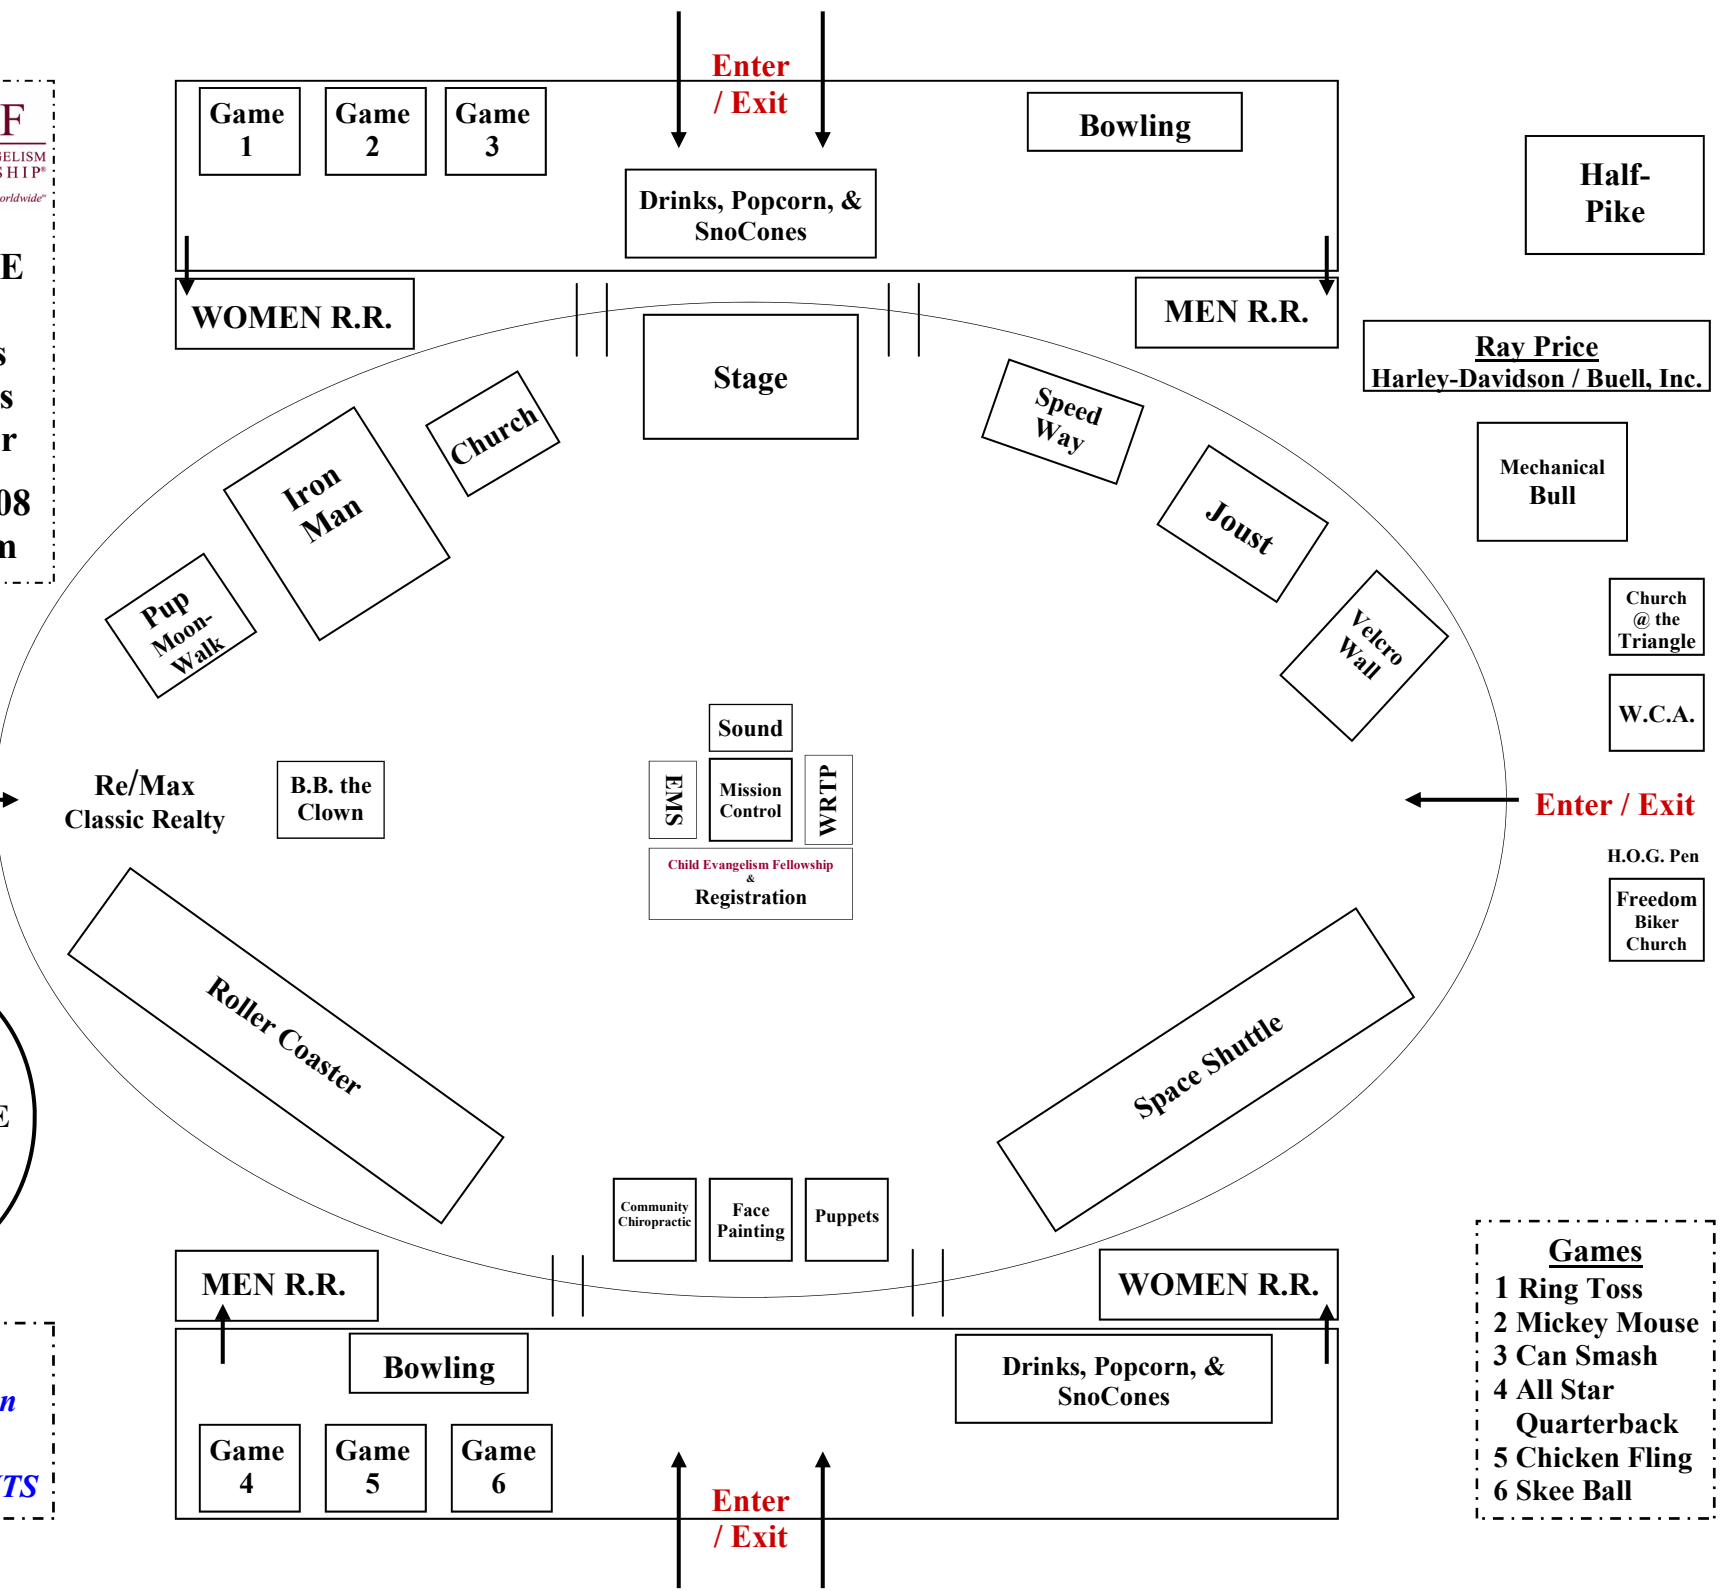 Enter
/ Exit
F
GELISM
SHIP®
orldwide℠
E
s
s
r
08
m
Game
1
Game
2
Game
3
Bowling
Drinks, Popcorn, &
SnoCones
WOMEN R.R.
MEN R.R.
Half-
Pike
Ray Price
Harley-Davidson / Buell, Inc.
Mechanical
Bull
Stage
Church
Iron
Man
Pup
Moon-
Walk
Speed
Way
Joust
Velcro
Wall
Church
@ the
Triangle
W.C.A.
Re/Max
Classic Realty
B.B. the
Clown
Sound
EMS
Mission
Control
WRTP
Child Evangelism Fellowship
&
Registration
Enter / Exit
H.O.G. Pen
Freedom
Biker
Church
Roller Coaster
Space Shuttle
E
Community
Chiropractic
Face
Painting
Puppets
MEN R.R.
WOMEN R.R.
Bowling
Drinks, Popcorn, &
SnoCones
Game
4
Game
5
Game
6
Enter
/ Exit
n
TS
Games
1 Ring Toss
2 Mickey Mouse
3 Can Smash
4 All Star
Quarterback
5 Chicken Fling
6 Skee Ball